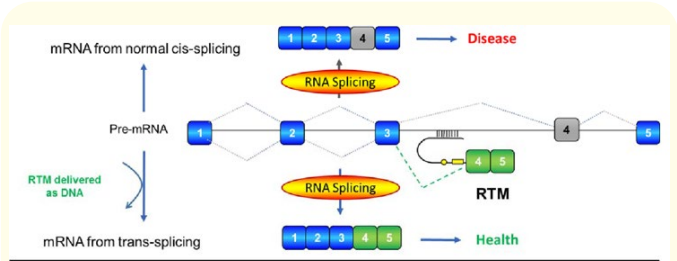 1 2 3 4 5
Disease
mRNA from normal cis-splicing
RNA Splicing
Pre-mRNA
1 2 3 4 5
4 5
RTM delivered
as DNA
RNA Splicing
RTM
mRNA from trans-splicing
1 2 3 4 5
Health